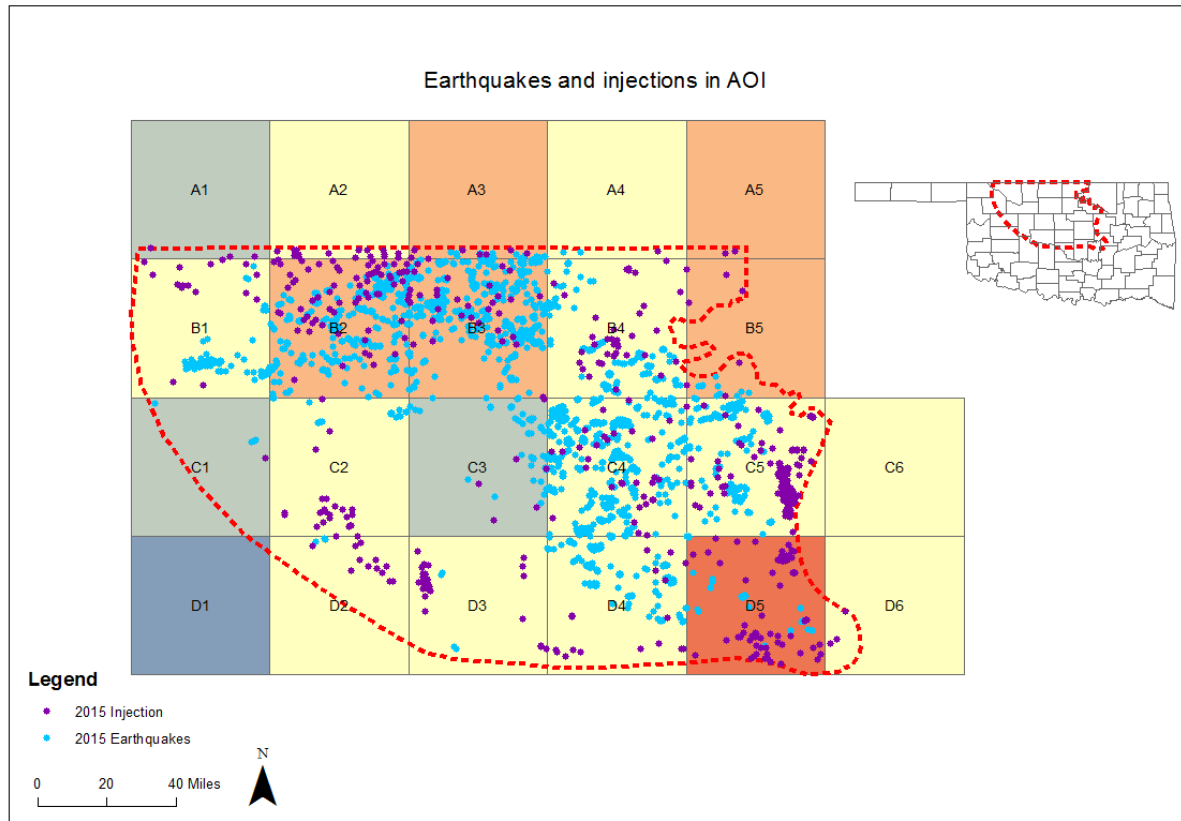 Earthquakes and injections in AOI
A1 A2 A3 A4 A5
B1 B2 B3 B4 B5
C1 C2 C3 C4 C5 C6
D1 D2 D3 D4 D5 D6
Legend
2015 Injection
2015 Earthquakes
N
0 20 40 Miles